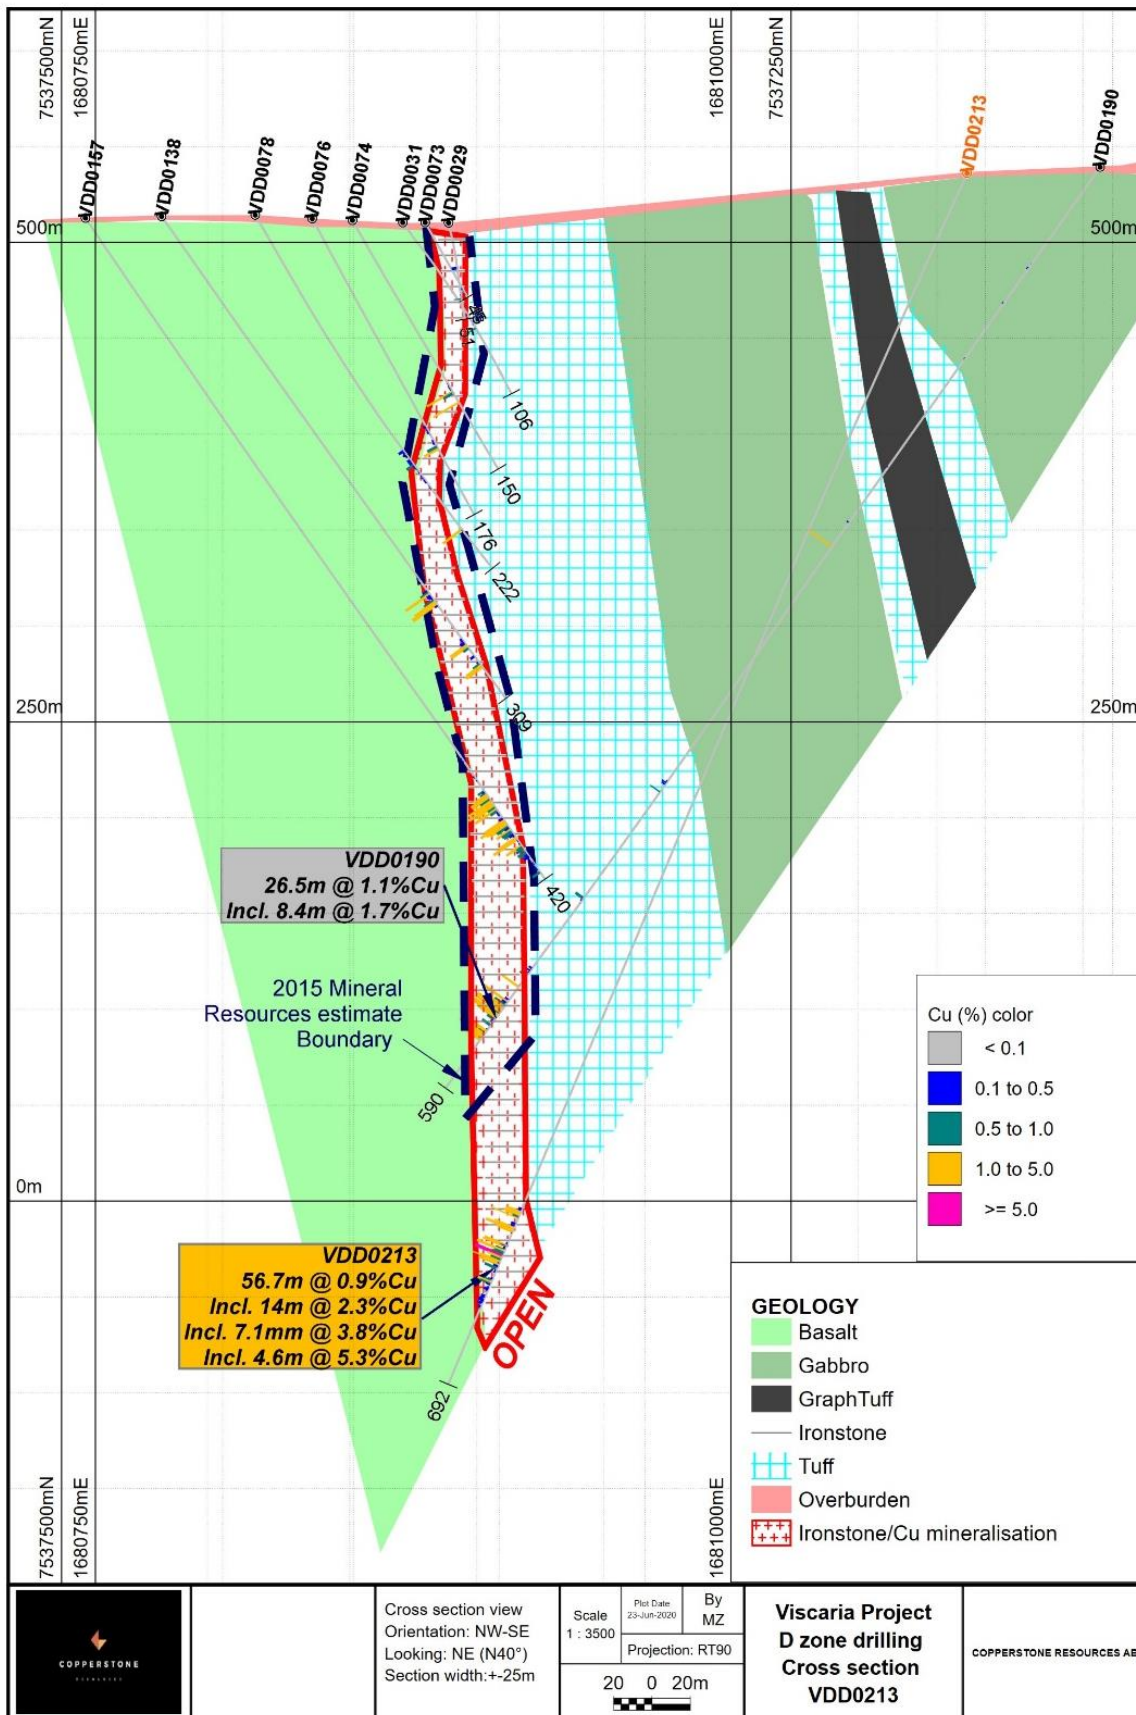 7537500mN
1680750mE
1681000mE
7537250mN
VDD0157
VDD0138
VDD0078
VDD0076
VDD0074
VDD0031
VDD0073
VDD0029
VDD0213
VDD0190
500m
500m
51
106
150
176
222
309
250m
250m
420
VDD0190
26.5m @ 1.1%Cu
Incl. 8.4m @ 1.7%Cu
2015 Mineral
Resources estimate
Boundary
590
0m
VDD0213
56.7m @ 0.9%Cu
Incl. 14m @ 2.3%Cu
Incl. 7.1mm @ 3.8%Cu
Incl. 4.6m @ 5.3%Cu
OPEN
692
Cu (%) color
< 0.1
0.1 to 0.5
0.5 to 1.0
1.0 to 5.0
>= 5.0
GEOLOGY
Basalt
Gabbro
GraphTuff
Ironstone
Tuff
Overburden
Ironstone/Cu mineralisation
7537500mN
1680750mE
1681000mE
COPPERSTONE
RESOURCES
Cross section view
Orientation: NW-SE
Looking: NE (N40°)
Section width:+-25m
Scale
1 : 3500
Plot Date
23-Jun-2020
By
MZ
Projection: RT90
20 0 20m
Viscaria Project
D zone drilling
Cross section
VDD0213
COPPERSTONE RESOURCES AB